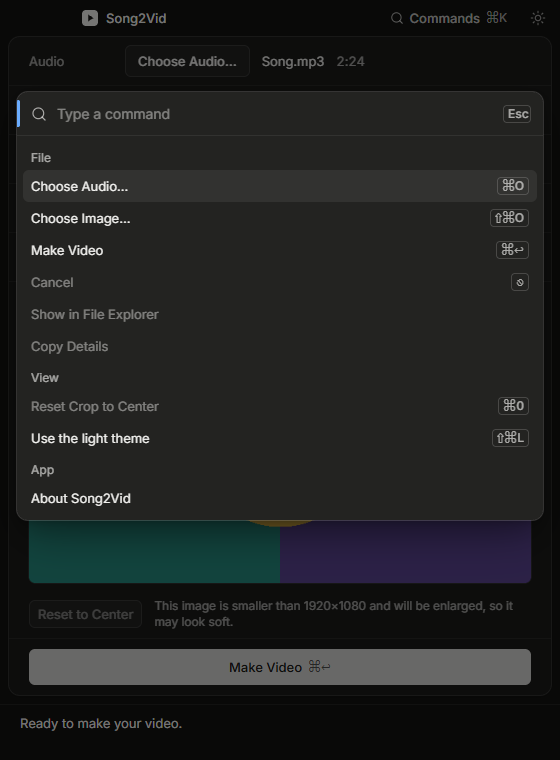 Song2Vid
Commands ⌘K
Audio Choose Audio... Song.mp3 2:24
Type a command Esc
File
Choose Audio... ⌘O
Choose Image... ⇧⌘O
Make Video ⌘↩
Cancel ⎋
Show in File Explorer
Copy Details
View
Reset Crop to Center ⌘0
Use the light theme ⇧⌘L
App
About Song2Vid
Reset to Center
This image is smaller than 1920×1080 and will be enlarged, so it
may look soft.
Make Video ⌘↩
Ready to make your video.